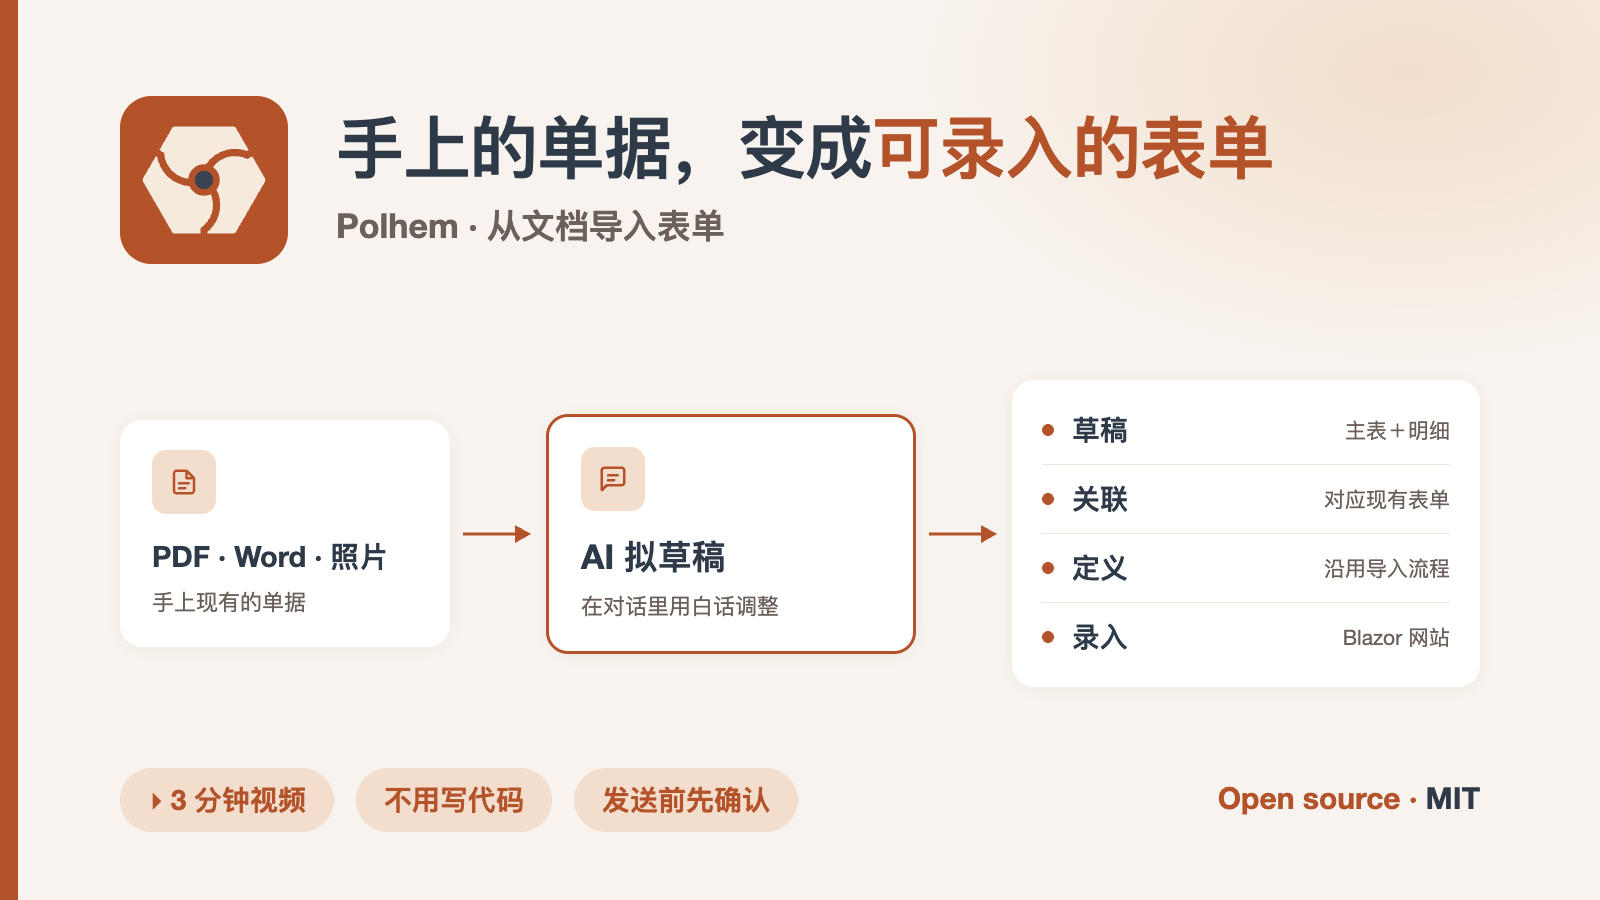 手上的单据，变成可录入的表单
Polhem · 从文档导入表单
PDF · Word · 照片
手上现有的单据
AI 拟草稿
在对话里用白话调整
草稿 主表＋明细
关联 对应现有表单
定义 沿用导入流程
录入 Blazor 网站
3 分钟视频
不用写代码
发送前先确认
Open source · MIT